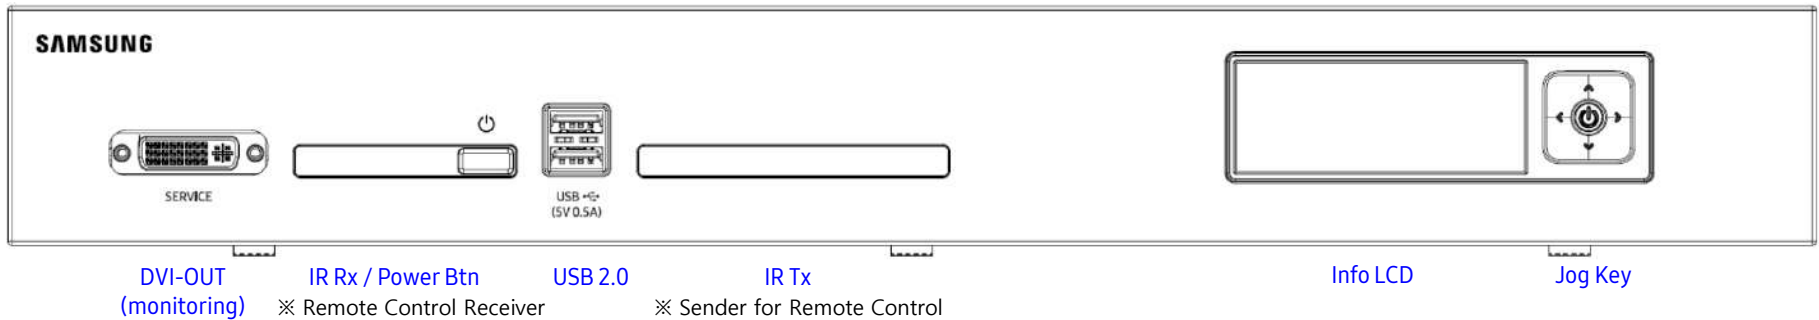 SAMSUNG
SERVICE
USB
(5V 0.5A)
DVI-OUT
(monitoring)
IR Rx / Power Btn
※ Remote Control Receiver
USB 2.0
IR Tx
※ Sender for Remote Control
Info LCD
Jog Key